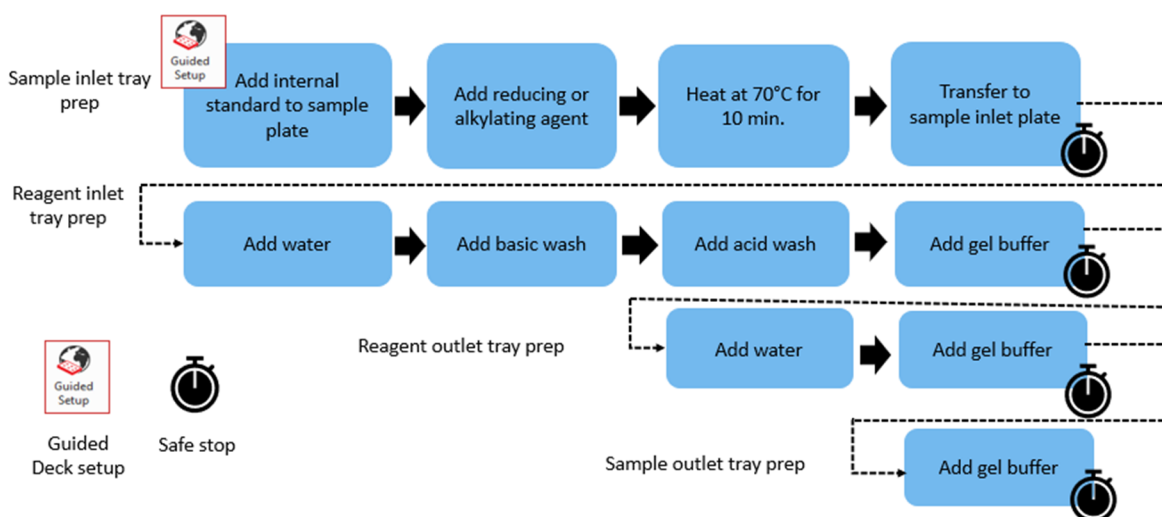 Guided
Setup
Sample inlet tray
prep
Add internal
standard to sample
plate
Add reducing or
alkylating agent
Heat at 70°C for
10 min.
Transfer to
sample inlet plate
Reagent inlet
tray prep
Add water
Add basic wash
Add acid wash
Add gel buffer
Reagent outlet tray prep
Add water
Add gel buffer
Guided
Setup
Guided
Deck setup
Safe stop
Sample outlet tray prep
Add gel buffer